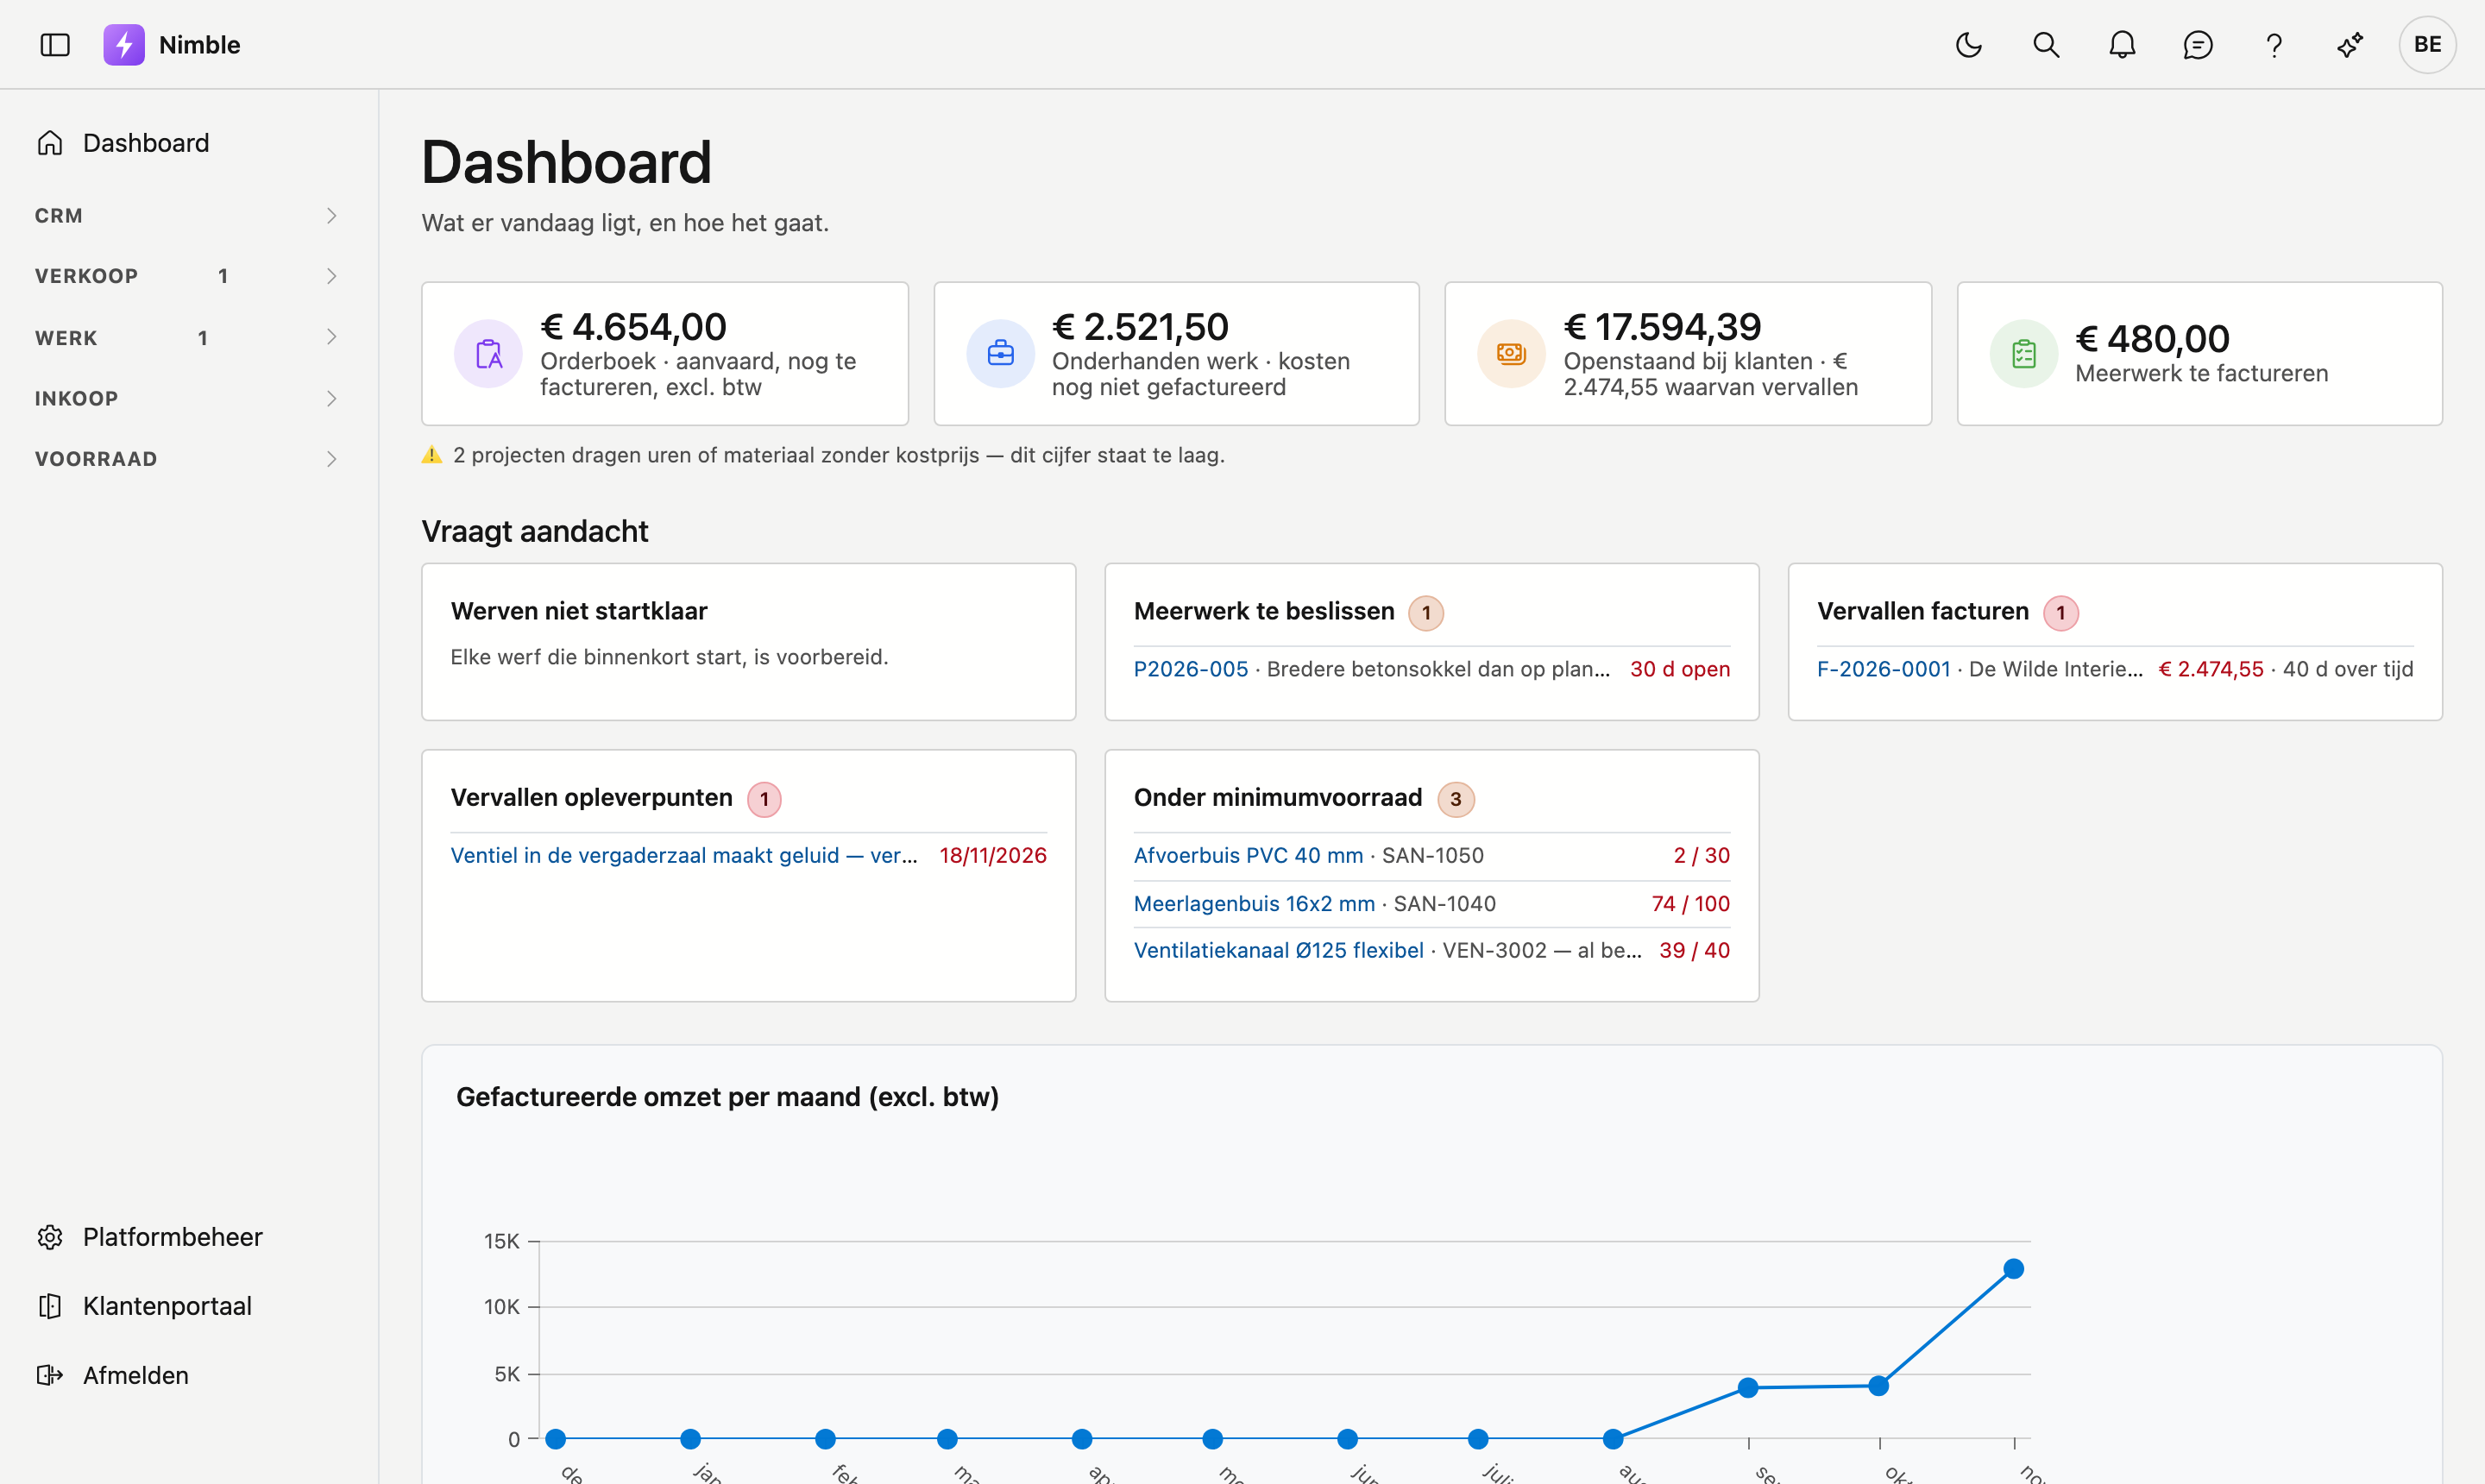 Nimble
BE
Dashboard
CRM
VERKOOP 1
WERK 1
INKOOP
VOORRAAD
Platformbeheer
Klantenportaal
Afmelden
Dashboard
Wat er vandaag ligt, en hoe het gaat.
€ 4.654,00
Orderboek · aanvaard, nog te
factureren, excl. btw
€ 2.521,50
Onderhanden werk · kosten
nog niet gefactureerd
€ 17.594,39
Openstaand bij klanten · €
2.474,55 waarvan vervallen
€ 480,00
Meerwerk te factureren
2 projecten dragen uren of materiaal zonder kostprijs — dit cijfer staat te laag.
Vraagt aandacht
Werven niet startklaar
Elke werf die binnenkort start, is voorbereid.
Meerwerk te beslissen 1
P2026-005 · Bredere betonsokkel dan op plan... 30 d open
Vervallen facturen 1
F-2026-0001 · De Wilde Interie... € 2.474,55 · 40 d over tijd
Vervallen opleverpunten 1
Ventiel in de vergaderzaal maakt geluid — ver... 18/11/2026
Onder minimumvoorraad 3
Afvoerbuis PVC 40 mm · SAN-1050 2 / 30
Meerlagenbuis 16x2 mm · SAN-1040 74 / 100
Ventilatiekanaal Ø125 flexibel · VEN-3002 — al be... 39 / 40
Gefactureerde omzet per maand (excl. btw)
15K
10K
5K
0